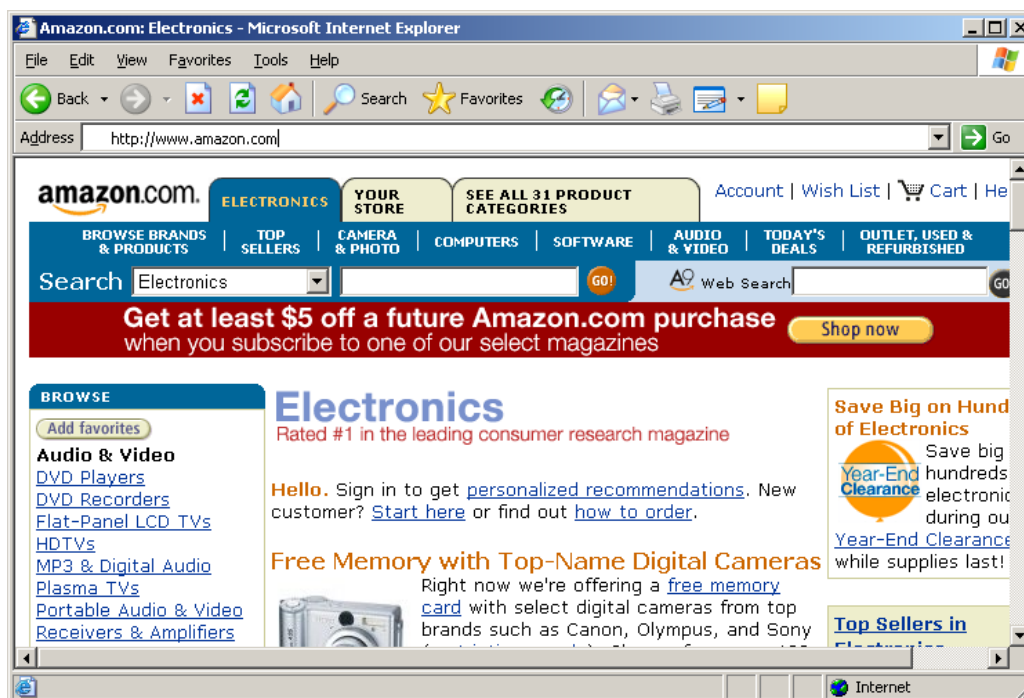 Amazon.com: Electronics - Microsoft Internet Explorer
File Edit View Favorites Tools Help
Back Search Favorites
Address http://www.amazon.com Go
amazon.com. ELECTRONICS YOUR STORE SEE ALL 31 PRODUCT CATEGORIES Account | Wish List | Cart | He
BROWSE BRANDS & PRODUCTS | TOP SELLERS | CAMERA & PHOTO | COMPUTERS | SOFTWARE | AUDIO & VIDEO | TODAY'S DEALS | OUTLET, USED & REFURBISHED
Search Electronics GO! A9 Web Search GO
Get at least $5 off a future Amazon.com purchase
when you subscribe to one of our select magazines
Shop now
BROWSE
Add favorites
Audio & Video
DVD Players
DVD Recorders
Flat-Panel LCD TVs
HDTVs
MP3 & Digital Audio
Plasma TVs
Portable Audio & Video
Receivers & Amplifiers
Electronics
Rated #1 in the leading consumer research magazine
Hello. Sign in to get personalized recommendations. New
customer? Start here or find out how to order.
Free Memory with Top-Name Digital Cameras
Right now we're offering a free memory
card with select digital cameras from top
brands such as Canon, Olympus, and Sony
Save Big on Hund
of Electronics
Year-End
Clearance
Save big
hundreds
electronic
during ou
Year-End Clearance
while supplies last!
Top Sellers in
Electronics
Internet